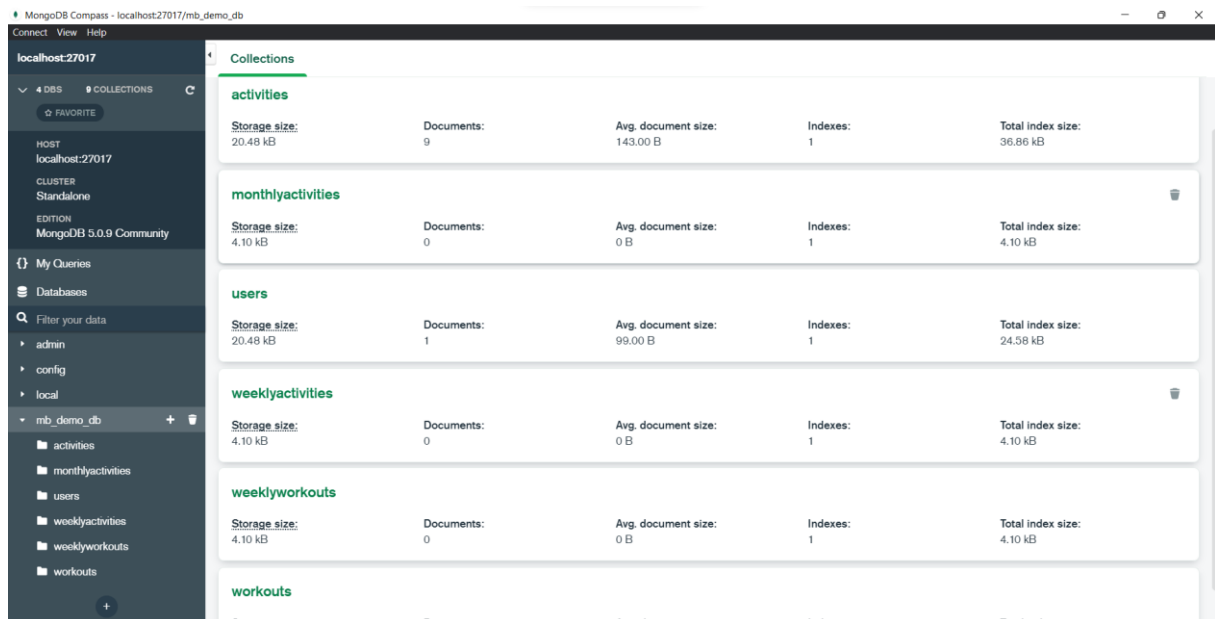 MongoDB Compass - localhost:27017/mb_demo_db
Connect View Help
localhost:27017
4 DBS 9 COLLECTIONS
FAVORITE
HOST
localhost:27017
CLUSTER
Standalone
EDITION
MongoDB 5.0.9 Community
{} My Queries
Databases
Filter your data
admin
config
local
mb_demo_db
activities
monthlyactivities
users
weeklyactivities
weeklyworkouts
workouts
+
Collections
activities
Storage size: Documents: Avg. document size: Indexes: Total index size:
20.48 kB 9 143.00 B 1 36.86 kB
monthlyactivities
Storage size: Documents: Avg. document size: Indexes: Total index size:
4.10 kB 0 0 B 1 4.10 kB
users
Storage size: Documents: Avg. document size: Indexes: Total index size:
20.48 kB 1 99.00 B 1 24.58 kB
weeklyactivities
Storage size: Documents: Avg. document size: Indexes: Total index size:
4.10 kB 0 0 B 1 4.10 kB
weeklyworkouts
Storage size: Documents: Avg. document size: Indexes: Total index size:
4.10 kB 0 0 B 1 4.10 kB
workouts